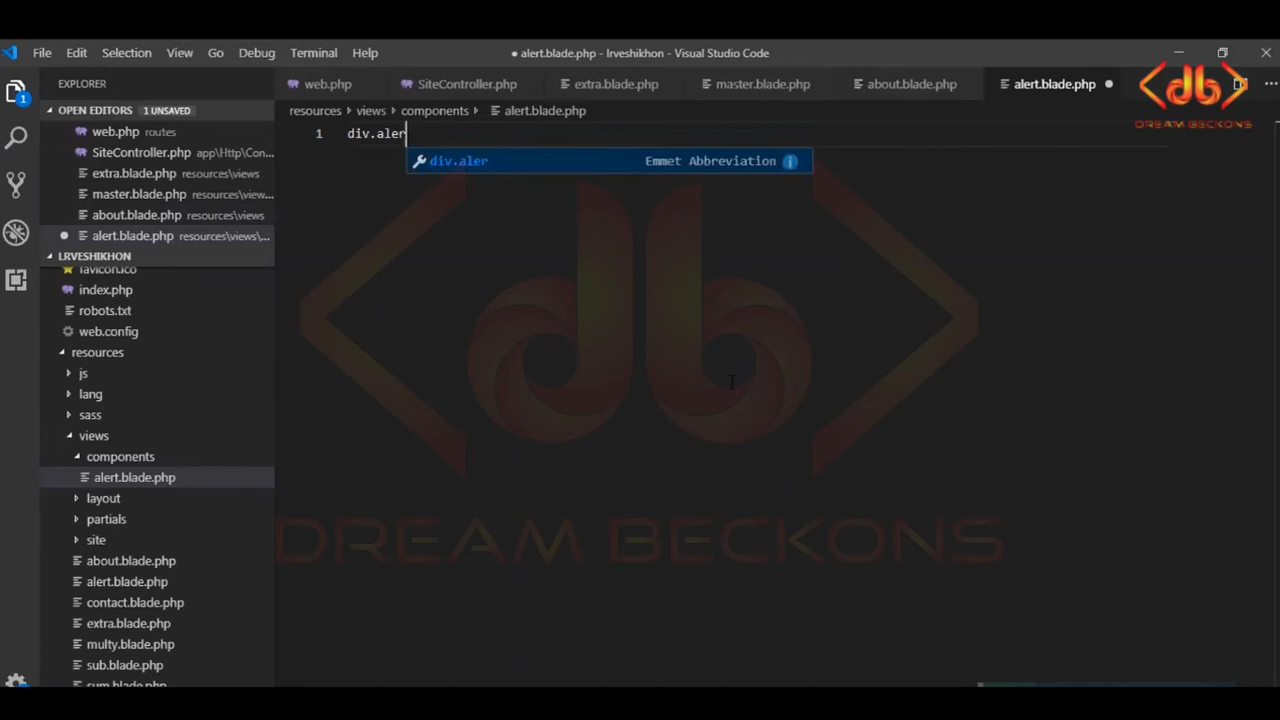 File Edit Selection View Go Debug Terminal Help
● alert.blade.php - lrveshikhon - Visual Studio Code
EXPLORER
web.php SiteController.php extra.blade.php master.blade.php about.blade.php alert.blade.php
DREAM BECKONS
OPEN EDITORS 1 UNSAVED
web.php routes
SiteController.php app\Http\Con...
extra.blade.php resources\views
master.blade.php resources\view...
about.blade.php resources\views
alert.blade.php resources\views\...
LRVESHIKHON
favicon.ico
index.php
robots.txt
web.config
resources
js
lang
sass
views
components
alert.blade.php
layout
partials
site
about.blade.php
alert.blade.php
contact.blade.php
extra.blade.php
multy.blade.php
sub.blade.php
sum.blade.php
1
resources views components alert.blade.php
1 div.aler
div.aler Emmet Abbreviation
DREAM BECKONS